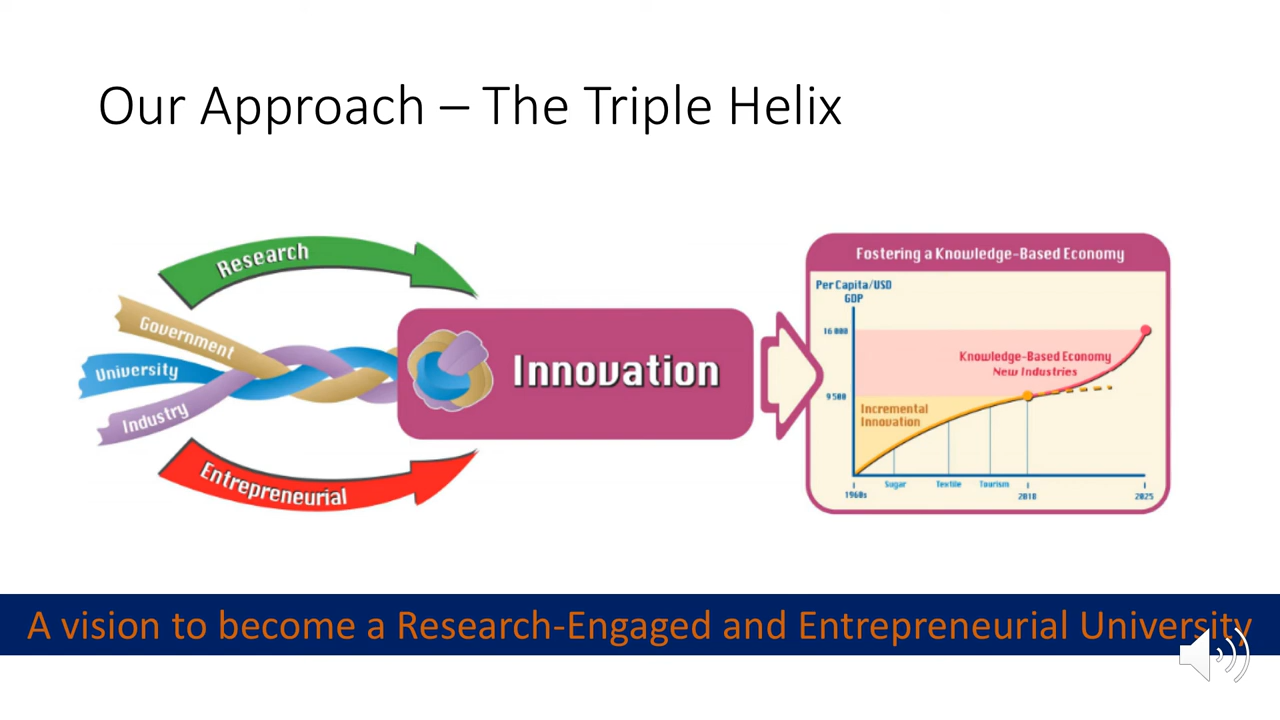 Our Approach – The Triple Helix
Research
Government
University
Industry
Entrepreneurial
Innovation
Fostering a Knowledge-Based Economy
Per Capita/USD
GDP
16 000
Knowledge-Based Economy
New Industries
9 500
Incremental
Innovation
Sugar
Textile
Tourism
1960s
2018
2025
A vision to become a Research-Engaged and Entrepreneurial University